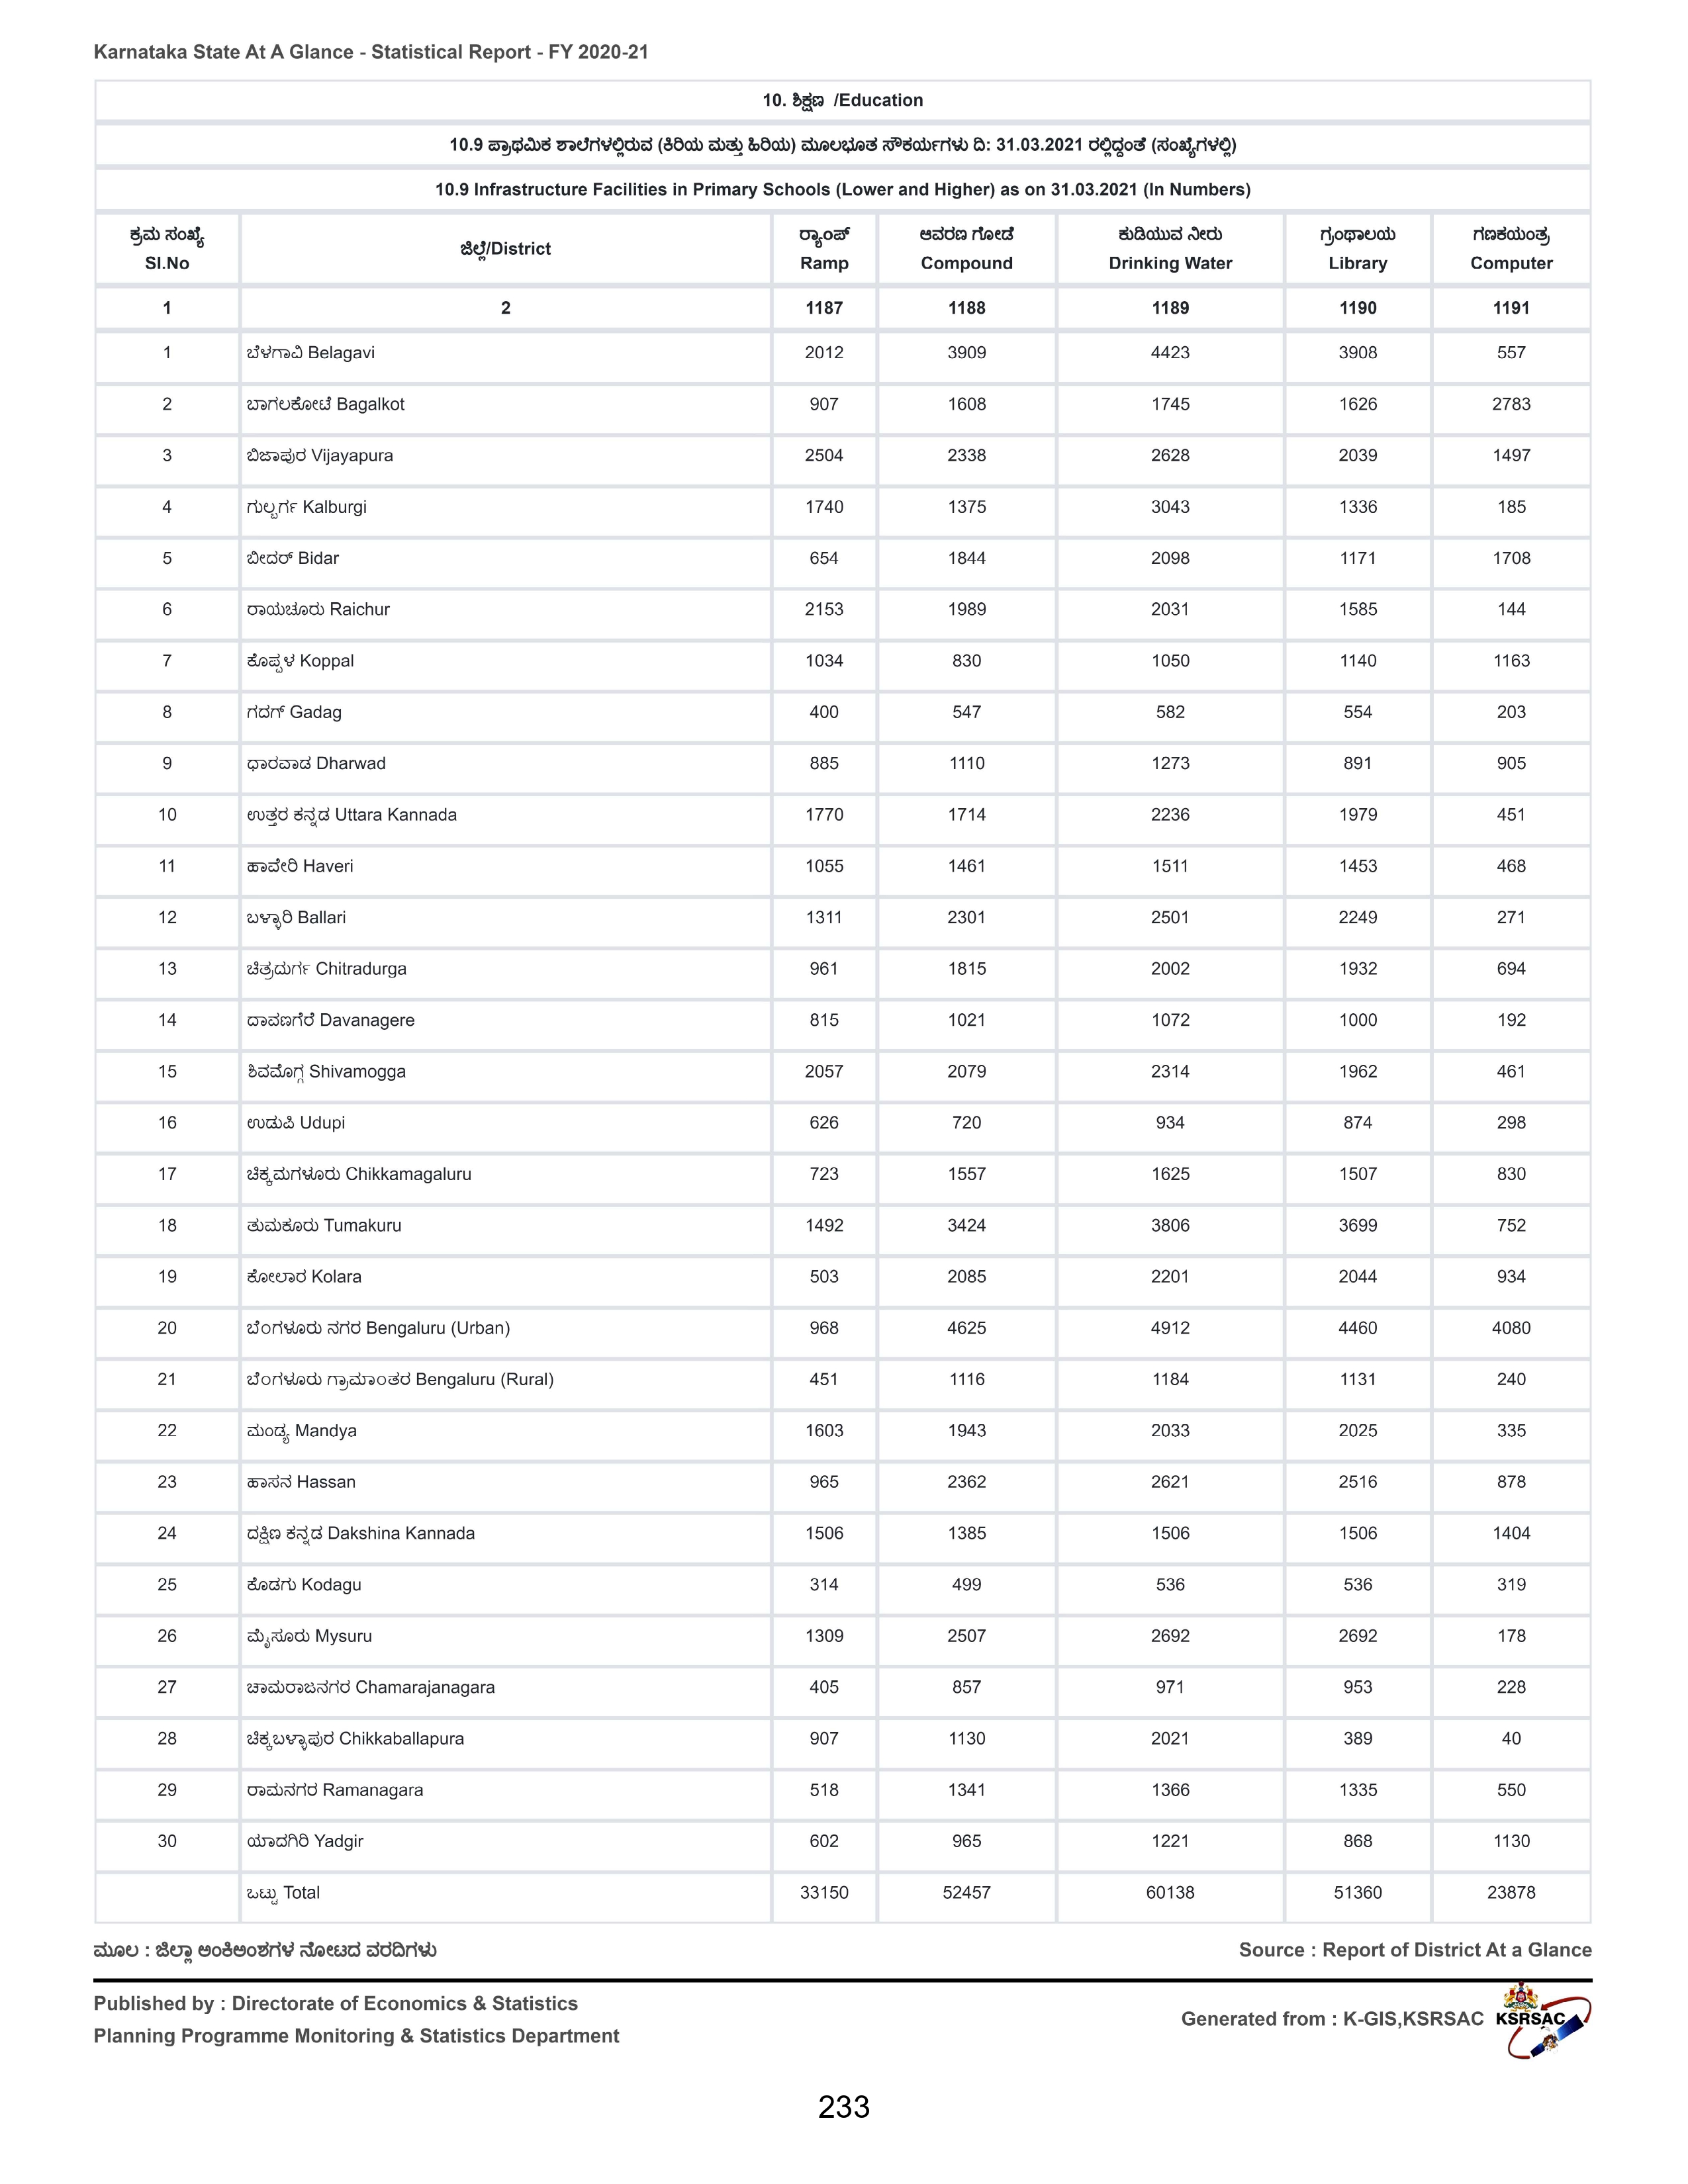 Karnataka State At A Glance - Statistical Report - FY 2020-21
10. ಶಿಕ್ಷಣ /Education
10.9 ಪ್ರಾಥಮಿಕ ಶಾಲೆಗಳಲ್ಲಿರುವ (ಕಿರಿಯ ಮತ್ತು ಹಿರಿಯ) ಮೂಲಭೂತ ಸೌಕರ್ಯಗಳು ದಿ: 31.03.2021 ರಲ್ಲಿದ್ದಂತೆ (ಸಂಖ್ಯೆಗಳಲ್ಲಿ)
10.9 Infrastructure Facilities in Primary Schools (Lower and Higher) as on 31.03.2021 (In Numbers)
ಕ್ರಮ ಸಂಖ್ಯೆ ಜಿಲ್ಲೆ/District ರ‍್ಯಾಂಪ್ ಆವರಣ ಗೋಡೆ ಕುಡಿಯುವ ನೀರು ಗ್ರಂಥಾಲಯ ಗಣಕಯಂತ್ರ
Sl.No Ramp Compound Drinking Water Library Computer
1 2 1187 1188 1189 1190 1191
1 ಬೆಳಗಾವಿ Belagavi 2012 3909 4423 3908 557
2 ಬಾಗಲಕೋಟೆ Bagalkot 907 1608 1745 1626 2783
3 ಬಿಜಾಪುರ Vijayapura 2504 2338 2628 2039 1497
4 ಗುಲ್ಬರ್ಗ Kalburgi 1740 1375 3043 1336 185
5 ಬೀದರ್ Bidar 654 1844 2098 1171 1708
6 ರಾಯಚೂರು Raichur 2153 1989 2031 1585 144
7 ಕೊಪ್ಪಳ Koppal 1034 830 1050 1140 1163
8 ಗದಗ್ Gadag 400 547 582 554 203
9 ಧಾರವಾಡ Dharwad 885 1110 1273 891 905
10 ಉತ್ತರ ಕನ್ನಡ Uttara Kannada 1770 1714 2236 1979 451
11 ಹಾವೇರಿ Haveri 1055 1461 1511 1453 468
12 ಬಳ್ಳಾರಿ Ballari 1311 2301 2501 2249 271
13 ಚಿತ್ರದುರ್ಗ Chitradurga 961 1815 2002 1932 694
14 ದಾವಣಗೆರೆ Davanagere 815 1021 1072 1000 192
15 ಶಿವಮೊಗ್ಗ Shivamogga 2057 2079 2314 1962 461
16 ಉಡುಪಿ Udupi 626 720 934 874 298
17 ಚಿಕ್ಕಮಗಳೂರು Chikkamagaluru 723 1557 1625 1507 830
18 ತುಮಕೂರು Tumakuru 1492 3424 3806 3699 752
19 ಕೋಲಾರ Kolara 503 2085 2201 2044 934
20 ಬೆಂಗಳೂರು ನಗರ Bengaluru (Urban) 968 4625 4912 4460 4080
21 ಬೆಂಗಳೂರು ಗ್ರಾಮಾಂತರ Bengaluru (Rural) 451 1116 1184 1131 240
22 ಮಂಡ್ಯ Mandya 1603 1943 2033 2025 335
23 ಹಾಸನ Hassan 965 2362 2621 2516 878
24 ದಕ್ಷಿಣ ಕನ್ನಡ Dakshina Kannada 1506 1385 1506 1506 1404
25 ಕೊಡಗು Kodagu 314 499 536 536 319
26 ಮೈಸೂರು Mysuru 1309 2507 2692 2692 178
27 ಚಾಮರಾಜನಗರ Chamarajanagara 405 857 971 953 228
28 ಚಿಕ್ಕಬಳ್ಳಾಪುರ Chikkaballapura 907 1130 2021 389 40
29 ರಾಮನಗರ Ramanagara 518 1341 1366 1335 550
30 ಯಾದಗಿರಿ Yadgir 602 965 1221 868 1130
ಒಟ್ಟು Total 33150 52457 60138 51360 23878
ಮೂಲ : ಜಿಲ್ಲಾ ಅಂಕಿಅಂಶಗಳ ನೋಟದ ವರದಿಗಳು Source : Report of District At a Glance
Published by : Directorate of Economics & Statistics
Planning Programme Monitoring & Statistics Department
Generated from : K-GIS,KSRSAC KSRSAC
233